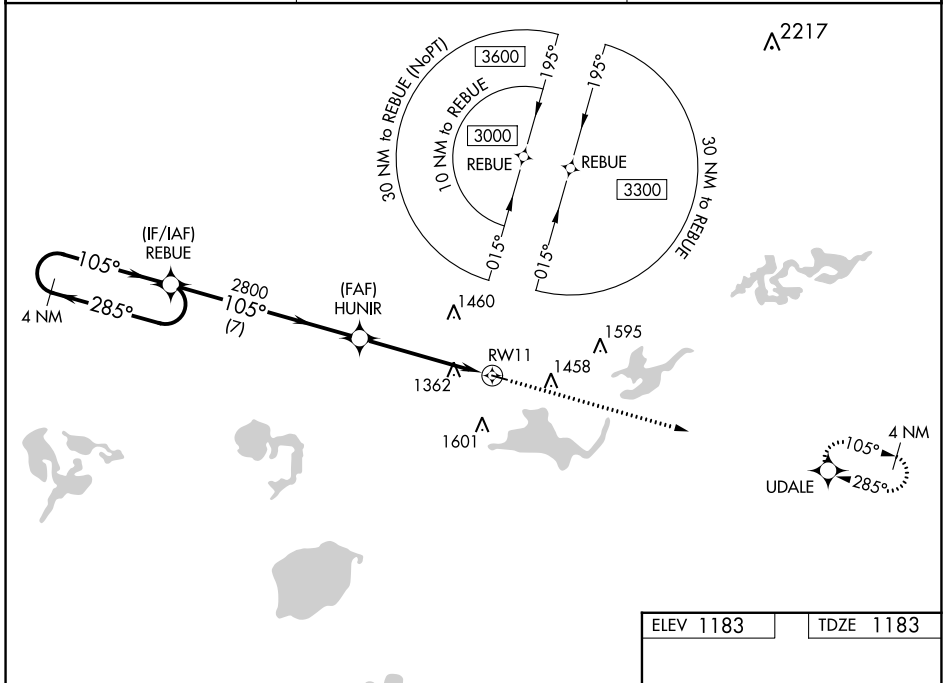 2217
3600
30 NM to REBUE (NoPT)
10 NM to REBUE
195°
195°
3000
REBUE
REBUE
3300
30 NM to REBUE
015°
015°
(IF/IAF)
REBUE
105°
285°
4 NM
2800
105°
(7)
(FAF)
HUNIR
1460
1595
RW11
1362
1458
1601
4 NM
105°
285°
UDALE
ELEV 1183
TDZE 1183